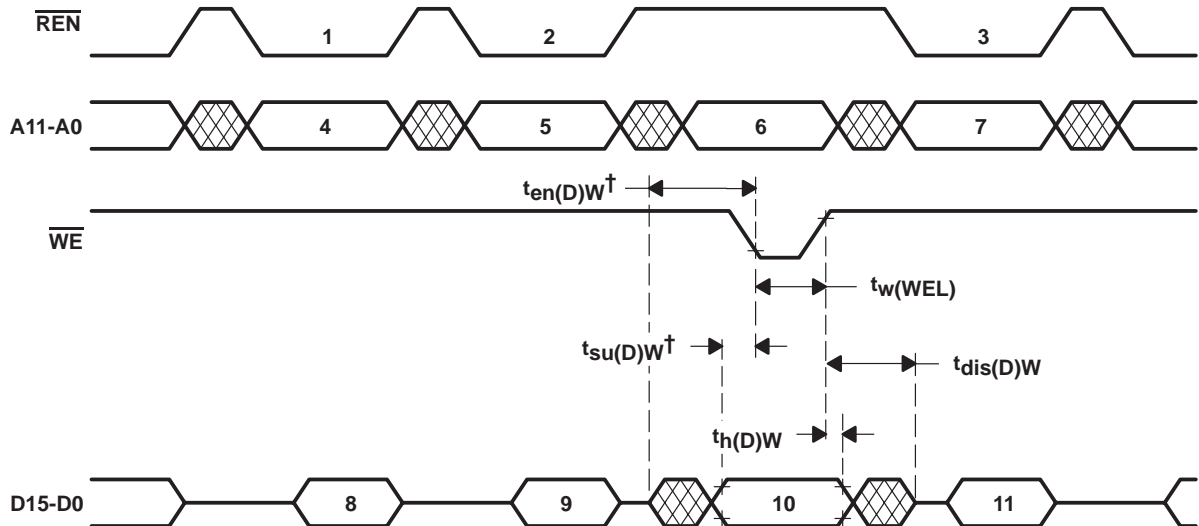 REN
1 2 3
A11-A0 4 5 6 7
ten(D)W†
WE
tw(WEL)
tsu(D)W†
tdis(D)W
th(D)W
D15-D0 8 9 10 11